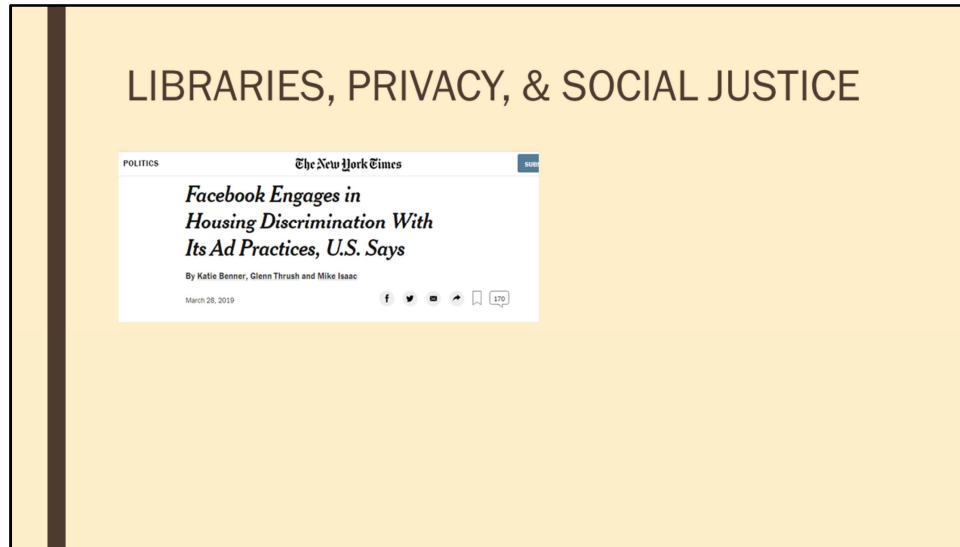 LIBRARIES, PRIVACY, & SOCIAL JUSTICE
POLITICS The New York Times
Facebook Engages in
Housing Discrimination With
Its Ad Practices, U.S. Says
By Katie Benner, Glenn Thrush and Mike Isaac
March 28, 2019 170